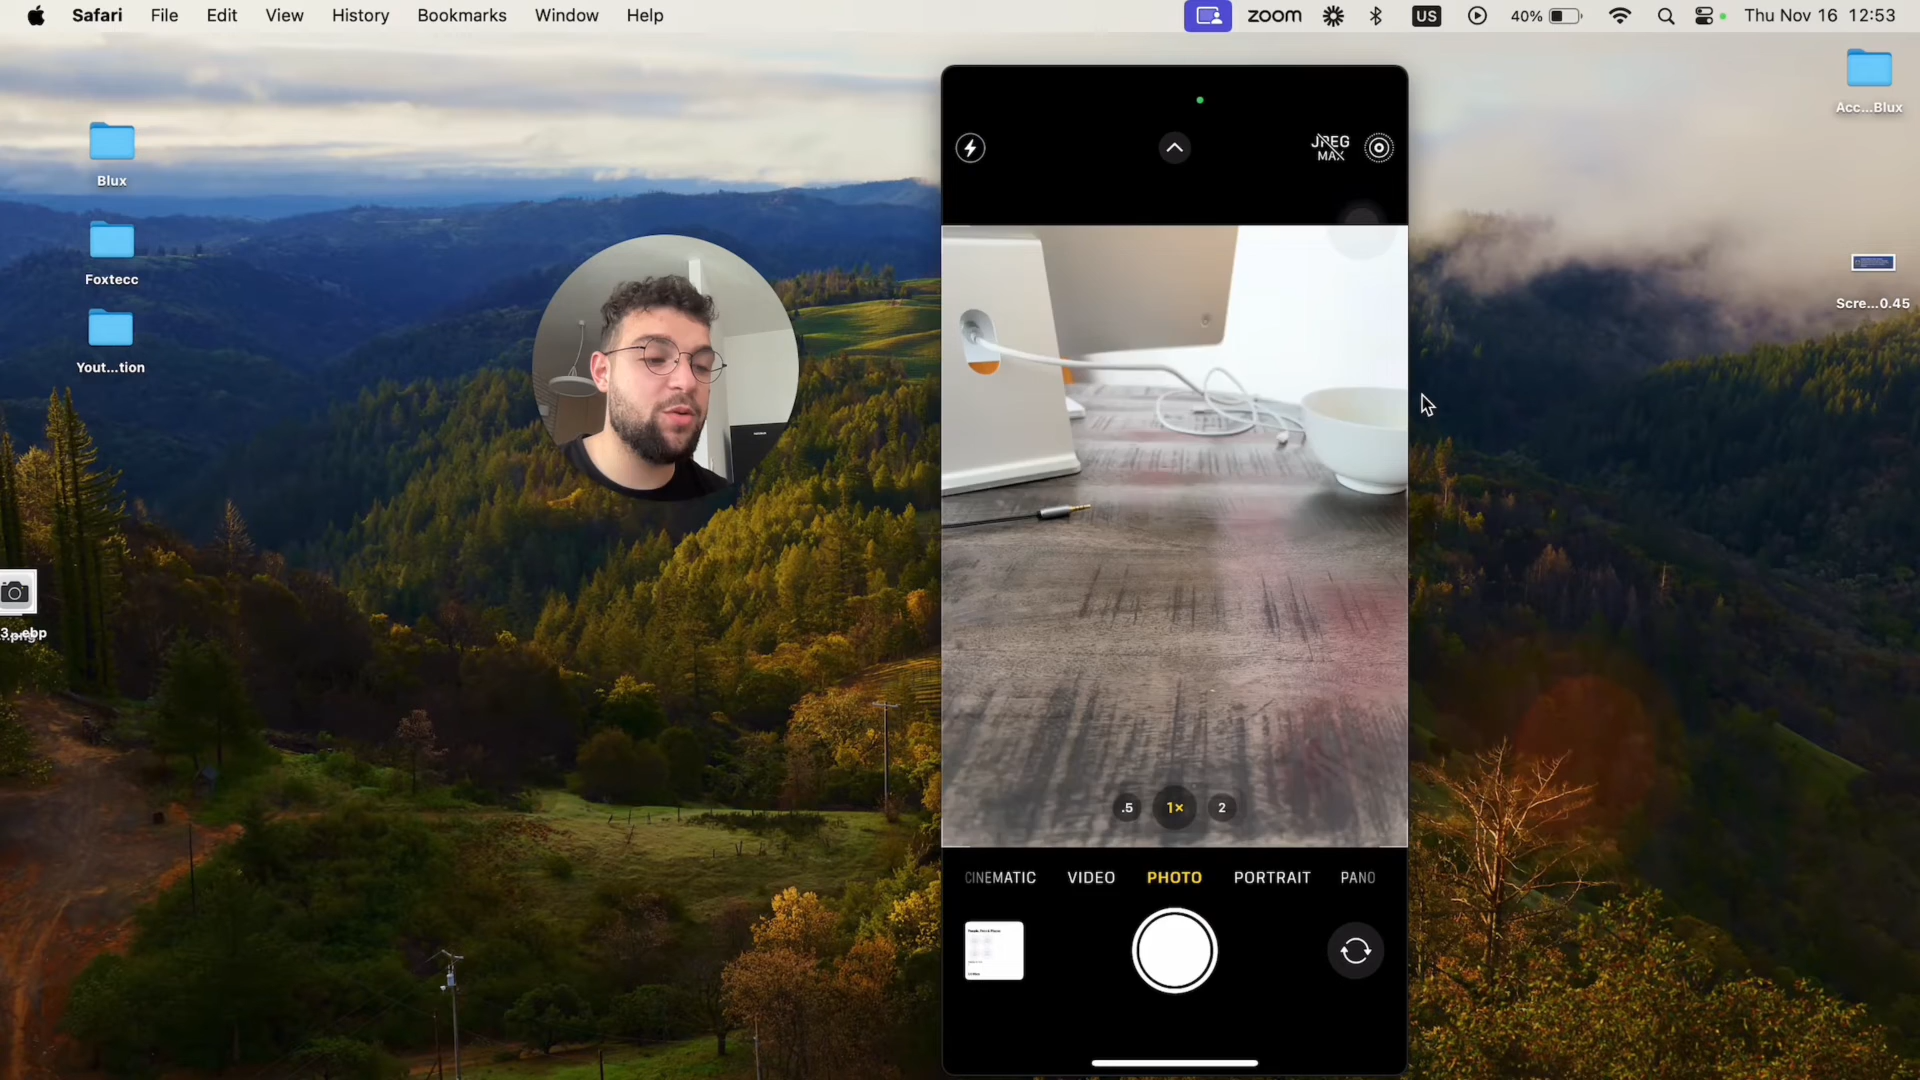 Safari File Edit View History Bookmarks Window Help zoom US 40% Thu Nov 16 12:53
Blux
Foxtecc
Yout...tion
Acc...Blux
Scre...0.45
JPEG
MAX
.5 1× 2
CINEMATIC VIDEO PHOTO PORTRAIT PANO